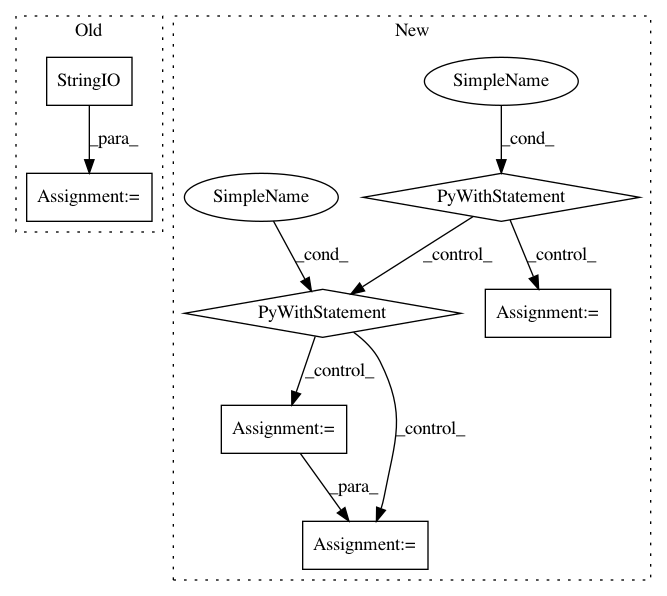 Old
New
StringIO
SimpleName
_para_
_cond_
Assignment:=
SimpleName
PyWithStatement
_cond_
_control_
_control_
PyWithStatement
Assignment:=
_control_
Assignment:=
_control_
_para_
Assignment:=